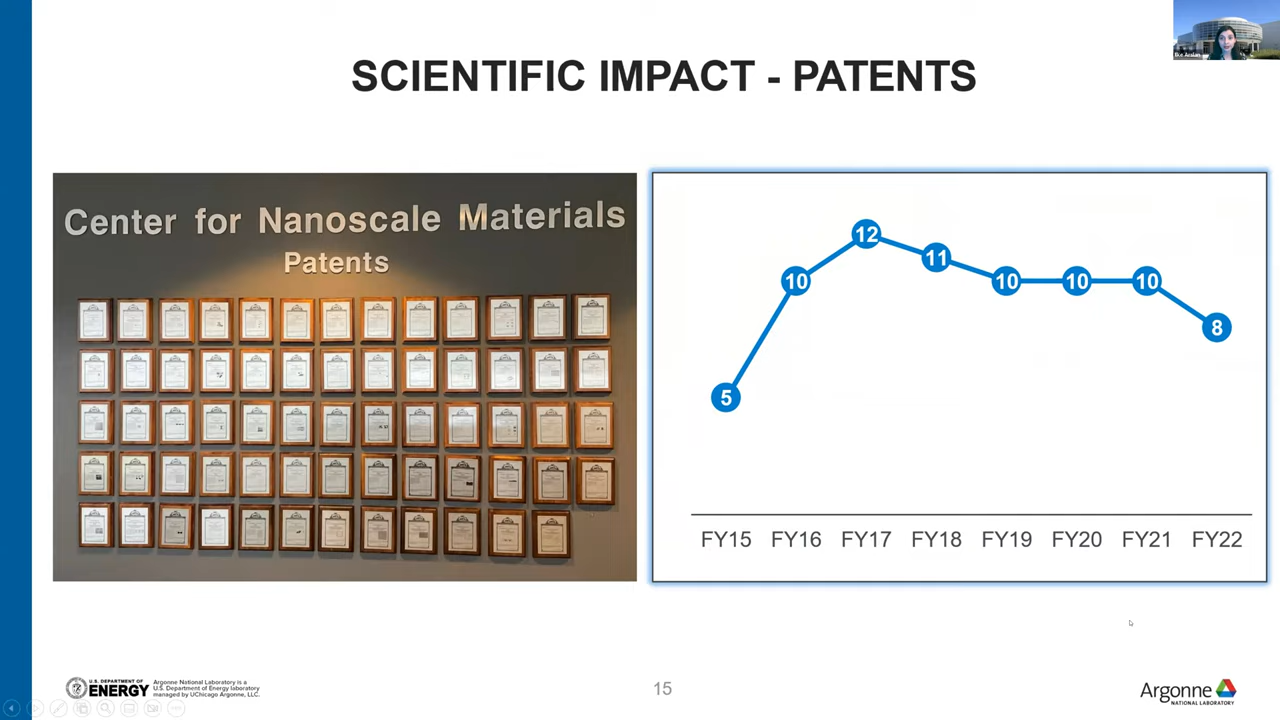 SCIENTIFIC IMPACT - PATENTS
Center for Nanoscale Materials
Patents
12
11
10
10
10
10
8
5
FY15 FY16 FY17 FY18 FY19 FY20 FY21 FY22
U.S. DEPARTMENT OF
ENERGY
Argonne National Laboratory is a
U.S. Department of Energy laboratory
managed by UChicago Argonne, LLC.
15
Argonne
NATIONAL LABORATORY